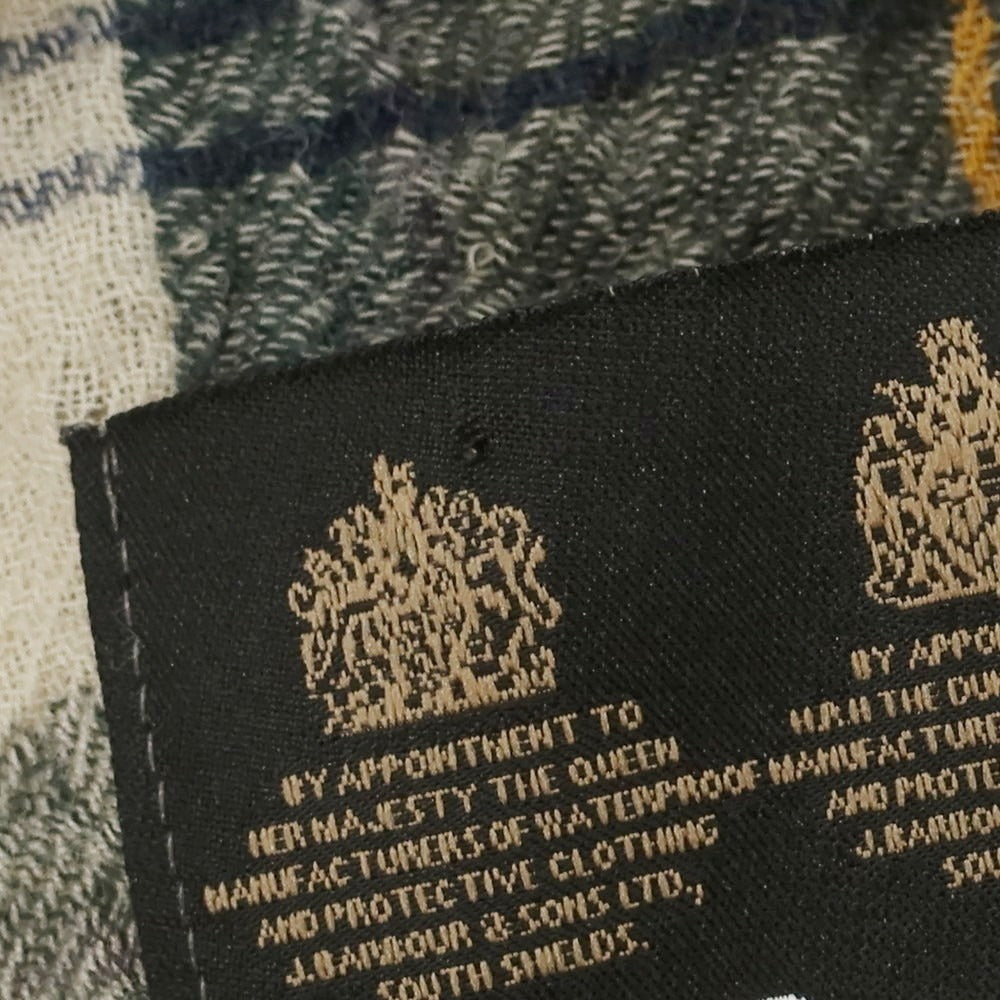 BY APPOINTMENT TO
HER MAJESTY THE QUEEN
MANUFACTURERS OF WATERPROOF
AND PROTECTIVE CLOTHING
J.BARBOUR & SONS LTD,
SOUTH SHIELDS.
BY APPO
H.R.H THE DU
MANUFACTURE
AND PROTE
J.BARBO
SOU